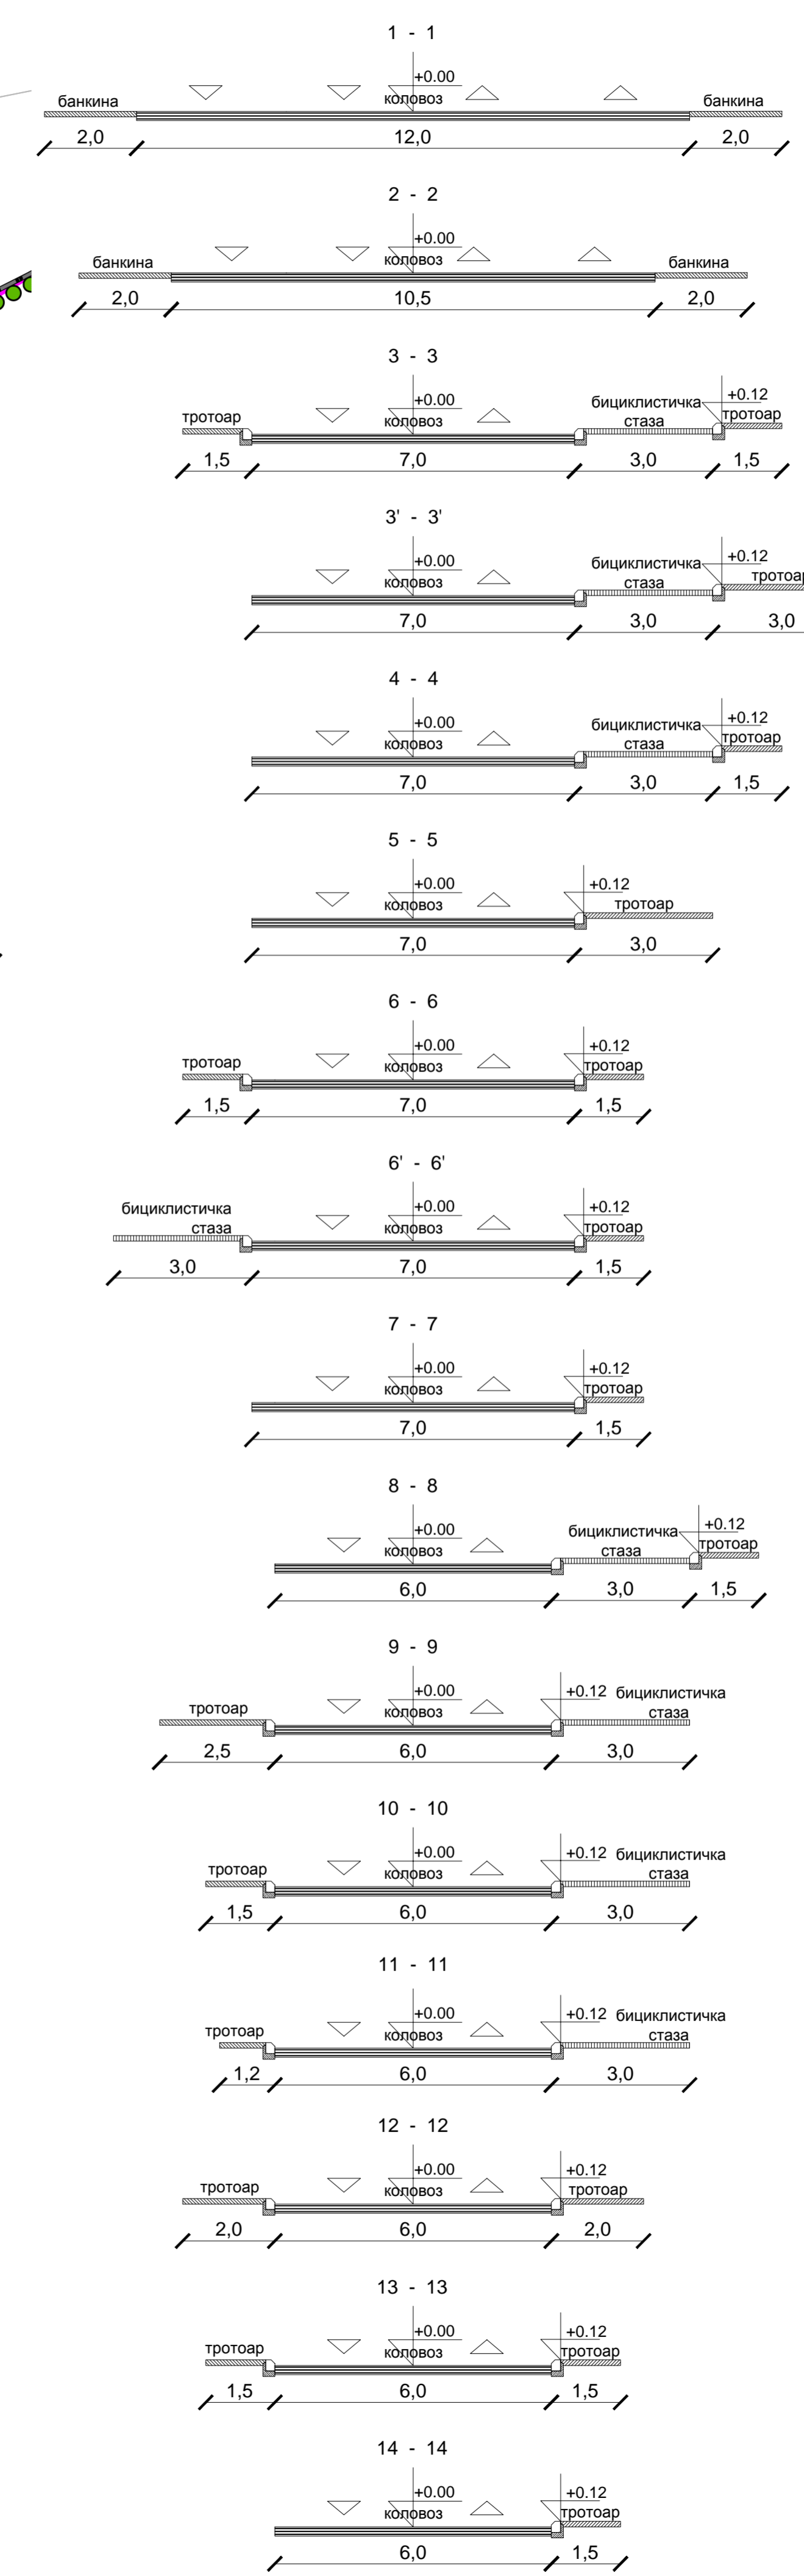 1 - 1
+0.00
банкина коловоз банкина
2,0 12,0 2,0
2 - 2
+0.00
банкина коловоз банкина
2,0 10,5 2,0
3 - 3
+0.00 бициклистичка +0.12
тротоар коловоз стаза тротоар
1,5 7,0 3,0 1,5
3' - 3'
+0.00 бициклистичка +0.12
коловоз стаза тротоар
7,0 3,0 3,0
4 - 4
+0.00 бициклистичка +0.12
коловоз стаза тротоар
7,0 3,0 1,5
5 - 5
+0.00 +0.12
коловоз тротоар
7,0 3,0
6 - 6
+0.00 +0.12
тротоар коловоз тротоар
1,5 7,0 1,5
6' - 6'
бициклистичка +0.00 +0.12
стаза коловоз тротоар
3,0 7,0 1,5
7 - 7
+0.00 +0.12
коловоз тротоар
7,0 1,5
8 - 8
+0.00 бициклистичка +0.12
коловоз стаза тротоар
6,0 3,0 1,5
9 - 9
+0.00 +0.12 бициклистичка
тротоар коловоз стаза
2,5 6,0 3,0
10 - 10
+0.00 +0.12 бициклистичка
тротоар коловоз стаза
1,5 6,0 3,0
11 - 11
+0.00 +0.12 бициклистичка
тротоар коловоз стаза
1,2 6,0 3,0
12 - 12
+0.00 +0.12
тротоар коловоз тротоар
2,0 6,0 2,0
13 - 13
+0.00 +0.12
тротоар коловоз тротоар
1,5 6,0 1,5
14 - 14
+0.00 +0.12
коловоз тротоар
6,0 1,5